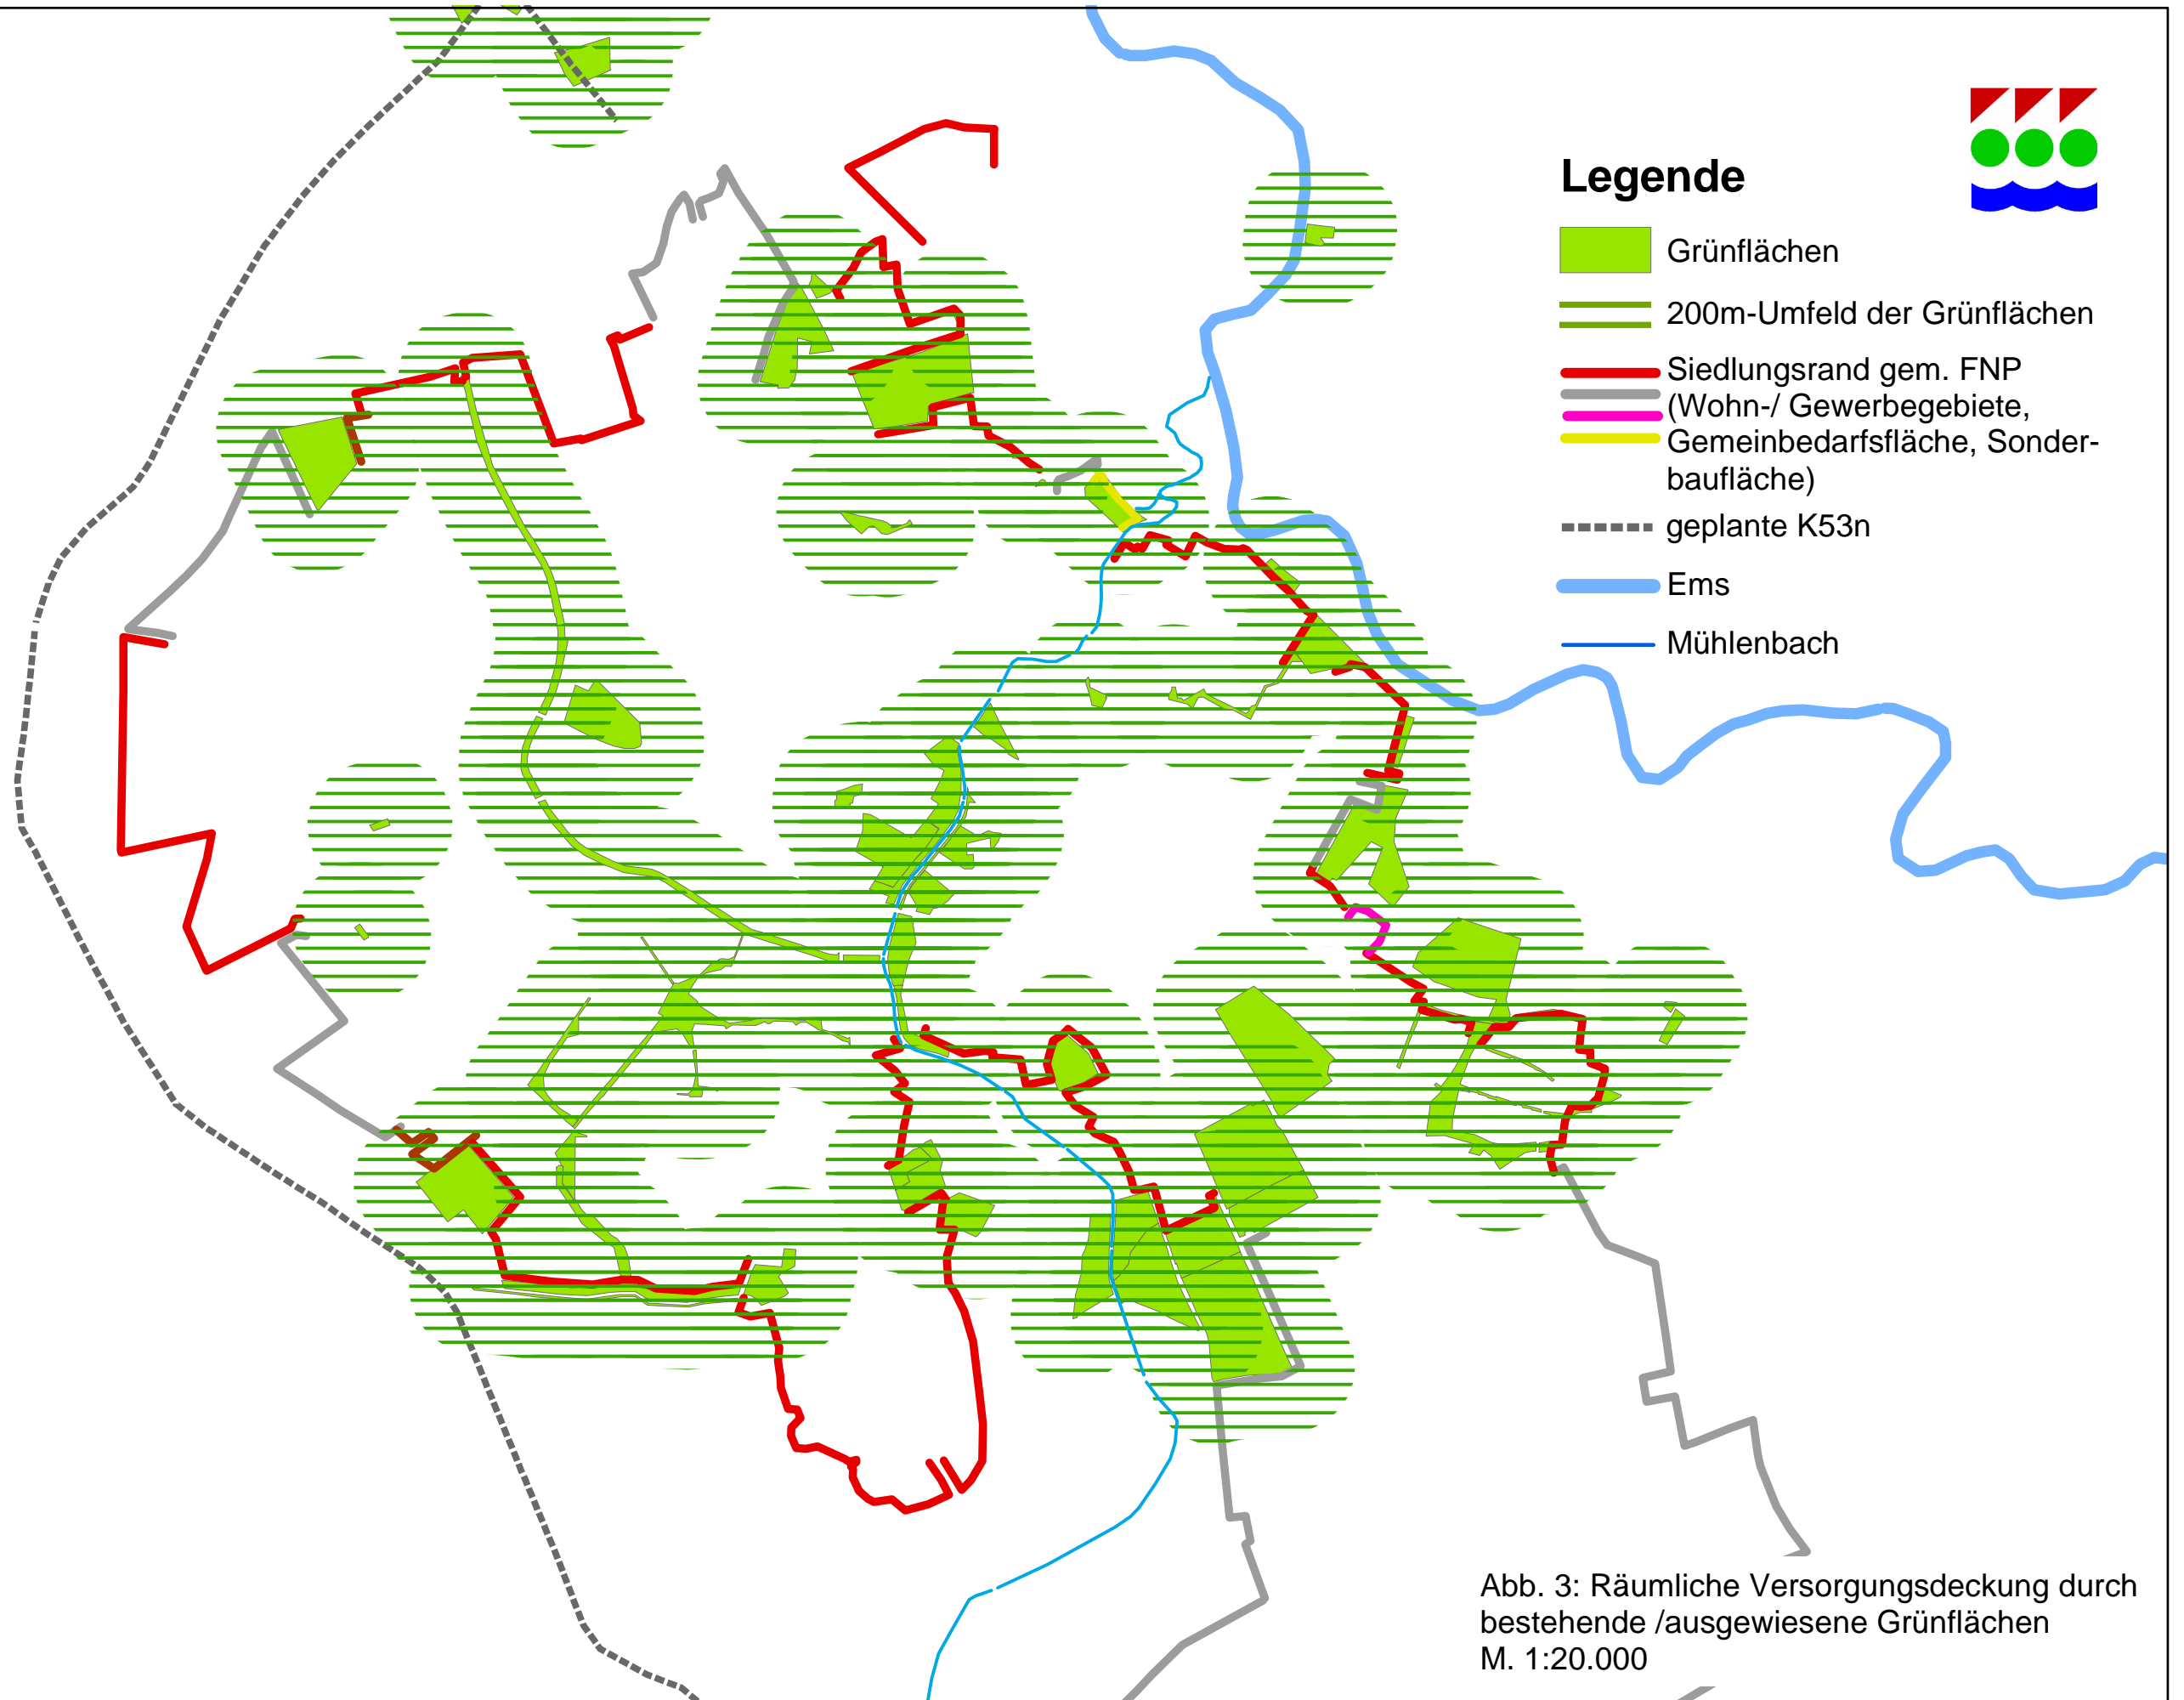 Legende
Grünflächen
200m-Umfeld der Grünflächen
Siedlungsrand gem. FNP
(Wohn-/ Gewerbegebiete,
Gemeinbedarfsfläche, Sonder-
baufläche)
geplante K53n
Ems
Mühlenbach
Abb. 3: Räumliche Versorgungsdeckung durch
bestehende /ausgewiesene Grünflächen
M. 1:20.000